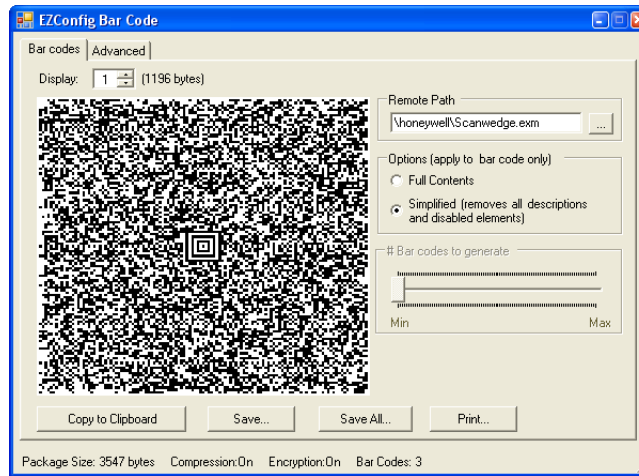 EZConfig Bar Code
Bar codes Advanced
Display: 1 (1196 bytes)
Remote Path
\honeywell\Scanwedge.exm ...
Options (apply to bar code only)
Full Contents
Simplified (removes all descriptions
and disabled elements)
# Bar codes to generate
Min Max
Copy to Clipboard Save... Save All... Print...
Package Size: 3547 bytes Compression:On Encryption:On Bar Codes: 3